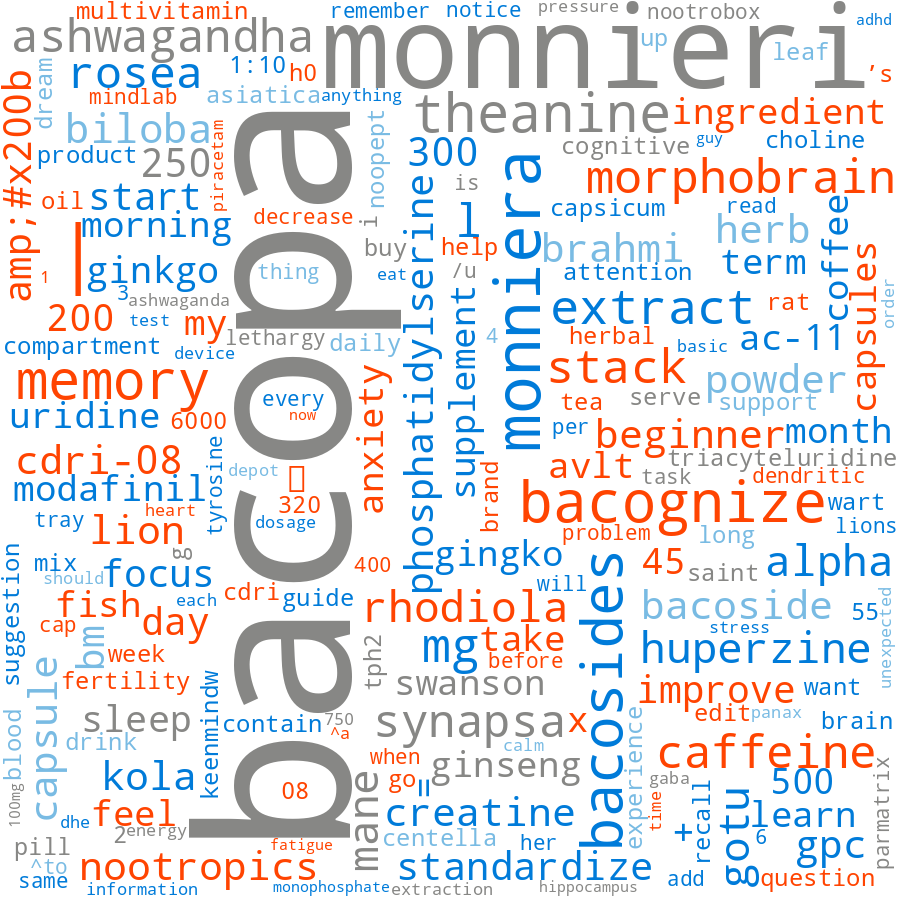 multivitamin
remember
notice
pressure
nootrobox
adhd
ashwagandha
monnieri
up
leaf
's
rosea
1:10
h0
mindlab
asiatica
anything
dream
amp;#x200b
biloba
theanine
ingredient
product
250
piracetam
noopept
300
cognitive
guy
choline
is
morphobrain
oil
start
decrease
i
l
capsicum
read
morning
buy
help
brahmi
herb
coffee
|
ginkgo
thing
eat
/u
attention
term
1
3
ashwaganda
bacopa
phosphatidylserine
monniera
extract
rat
capsules
order
200
test
my
lethargy
daily
supplement
4
herbal
basic
ac-11
compartment
device
stack
memory
every
anxiety
tea
serve
powder
support
uridine
6000
now
per
beginner
month
cdri-08
tyrosine
depot
avlt
triacyteluridine
task
dendritic
modafinil
320
brand
bacognize
wart
tray
heart
dosage
problem
long
lions
lion
g
400
gingko
45
saint
alpha
mix
focus
should
will
suggestion
fish
each
cdri
guide
rhodiola
bacosides
bacoside
55
unexpected
cap
day
bm
mg
take
stress
week
before
huperzine
fertility
tph2
swanson
improve
want
capsule
sleep
keenmindw
contain
750
^a
synapsa
x
edit
panax
brain
blood
drink
calm
experience
caffeine
when
100mg
kola
go
=
ginseng
gaba
500
parmatrix
08
mane
time
recall
gotu
learn
dhe
feel
creatine
+
6
2
energy
centella
her
gpc
pill
fatigue
^to
nootropics
standardize
same
add
question
information
monophosphate
extraction
hippocampus